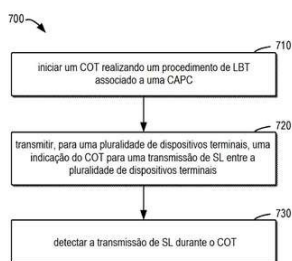 700
710
iniciar um COT realizando um procedimento de LBT
associado a uma CAPC
720
transmitir, para uma pluralidade de dispositivos terminais, uma
indicação do COT para uma transmissão de SL entre a
pluralidade de dispositivos terminais
730
detectar a transmissão de SL durante o COT